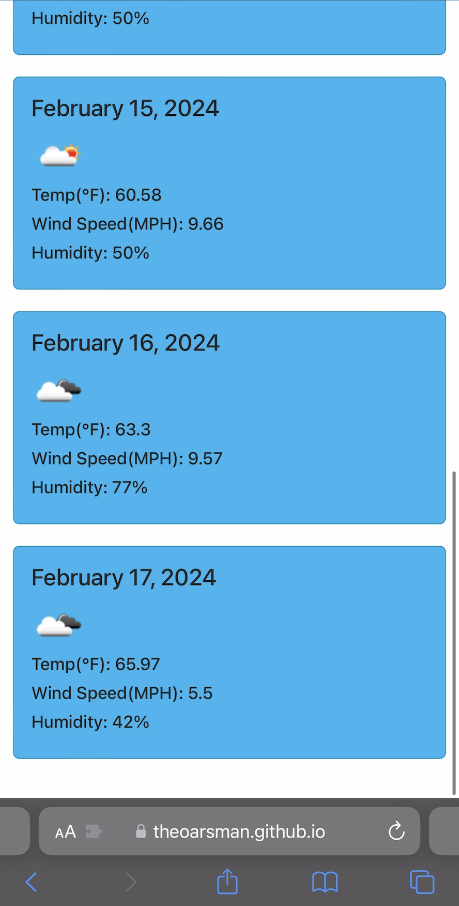 Humidity: 50%
February 15, 2024
Temp(°F): 60.58
Wind Speed(MPH): 9.66
Humidity: 50%
February 16, 2024
Temp(°F): 63.3
Wind Speed(MPH): 9.57
Humidity: 77%
February 17, 2024
Temp(°F): 65.97
Wind Speed(MPH): 5.5
Humidity: 42%
AA theoarsman.github.io